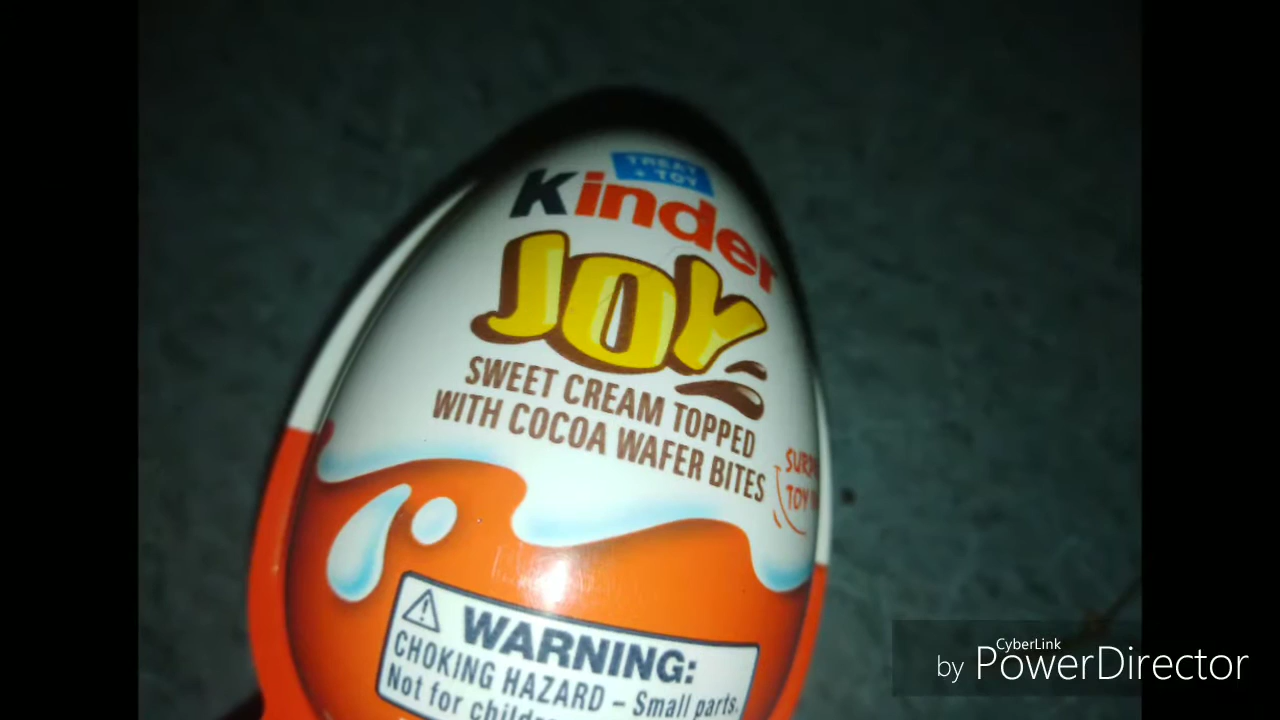 TREAT
+ TOY
Kinder
JOY
SWEET CREAM TOPPED
WITH COCOA WAFER BITES
TOY
WARNING:
CHOKING HAZARD – Small parts.
Not for
CyberLink
by PowerDirector